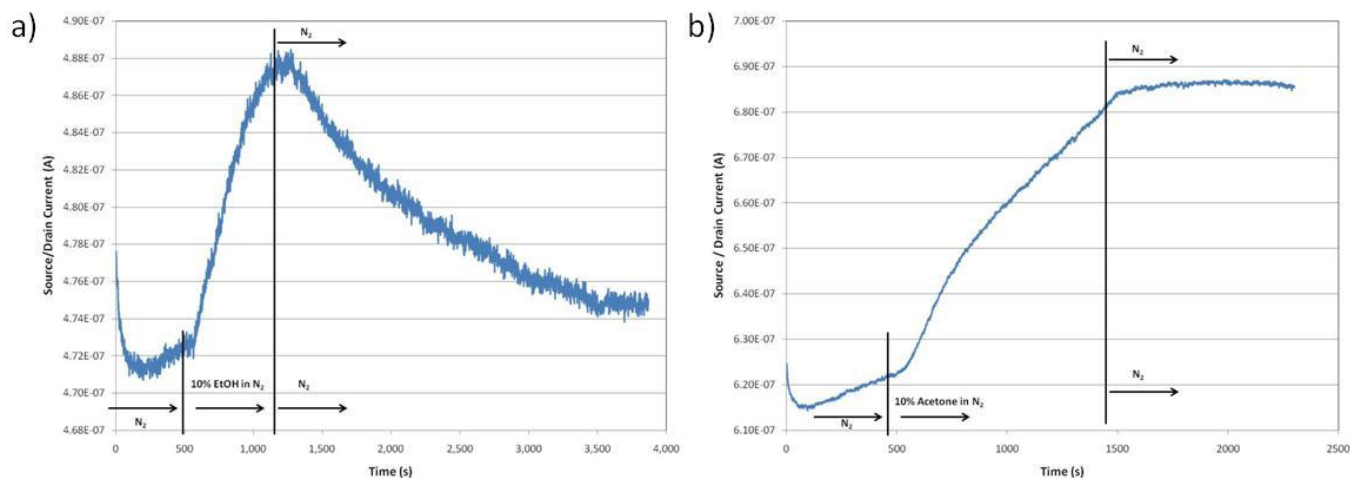 a)
4.90E-07
4.88E-07
4.86E-07
4.84E-07
4.82E-07
4.80E-07
4.78E-07
4.76E-07
4.74E-07
4.72E-07
4.70E-07
4.68E-07
Source/Drain Current (A)
N₂
10% EtOH in N₂
N₂
N₂
0
500
1,000
1,500
2,000
2,500
3,000
3,500
4,000
Time (s)
b)
7.00E-07
6.90E-07
6.80E-07
6.70E-07
6.60E-07
6.50E-07
6.40E-07
6.30E-07
6.20E-07
6.10E-07
Source / Drain Current (A)
N₂
N₂
10% Acetone in N₂
N₂
0
500
1000
1500
2000
2500
Time (s)